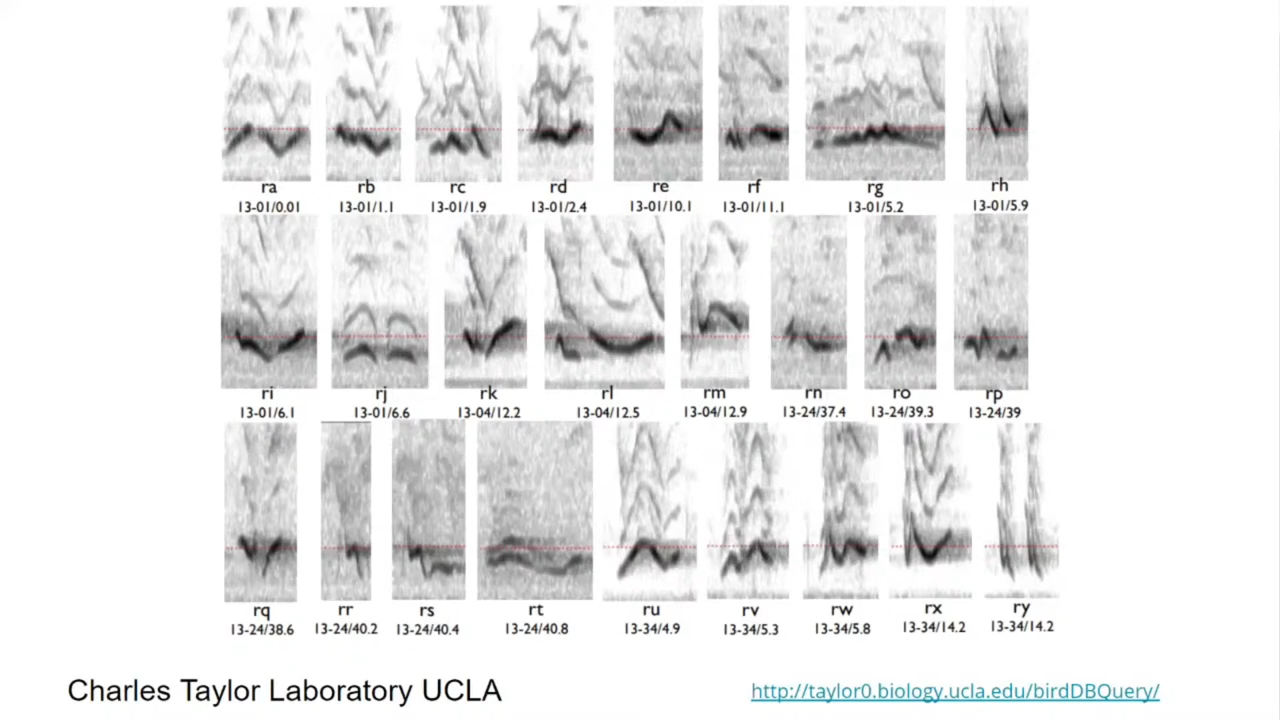 ra rb rc rd re rf rg rh
13-01/0.01 13-01/1.1 13-01/1.9 13-01/2.4 13-01/10.1 13-01/11.1 13-01/5.2 13-01/5.9
ri rj rk rl rm rn ro rp
13-01/6.1 13-01/6.6 13-04/12.2 13-04/12.5 13-04/12.9 13-24/37.4 13-24/39.3 13-24/39
rq rr rs rt ru rv rw rx ry
13-24/38.6 13-24/40.2 13-24/40.4 13-24/40.8 13-34/4.9 13-34/5.3 13-34/5.8 13-34/14.2 13-34/14.2
Charles Taylor Laboratory UCLA http://taylor0.biology.ucla.edu/birdDBQuery/